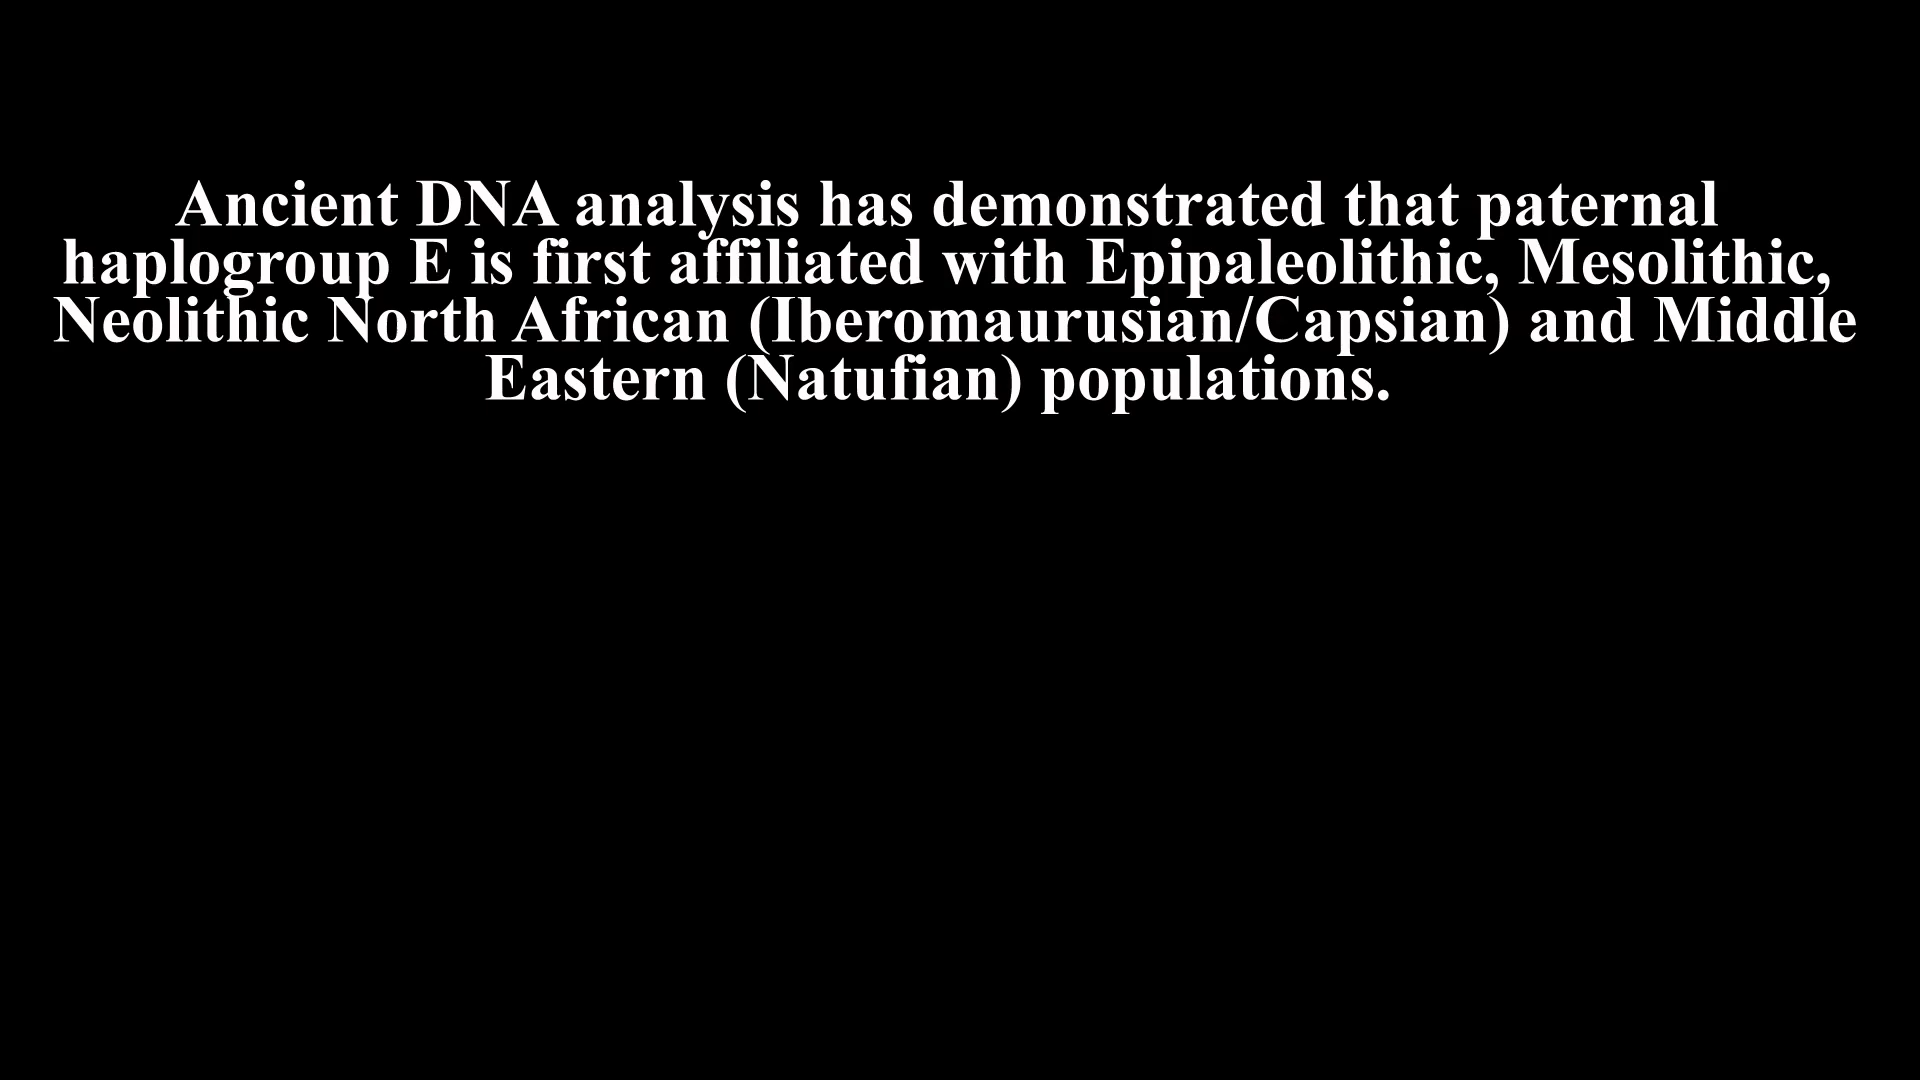 Ancient DNA analysis has demonstrated that paternal
haplogroup E is first affiliated with Epipaleolithic, Mesolithic,
Neolithic North African (Iberomaurusian/Capsian) and Middle
Eastern (Natufian) populations.